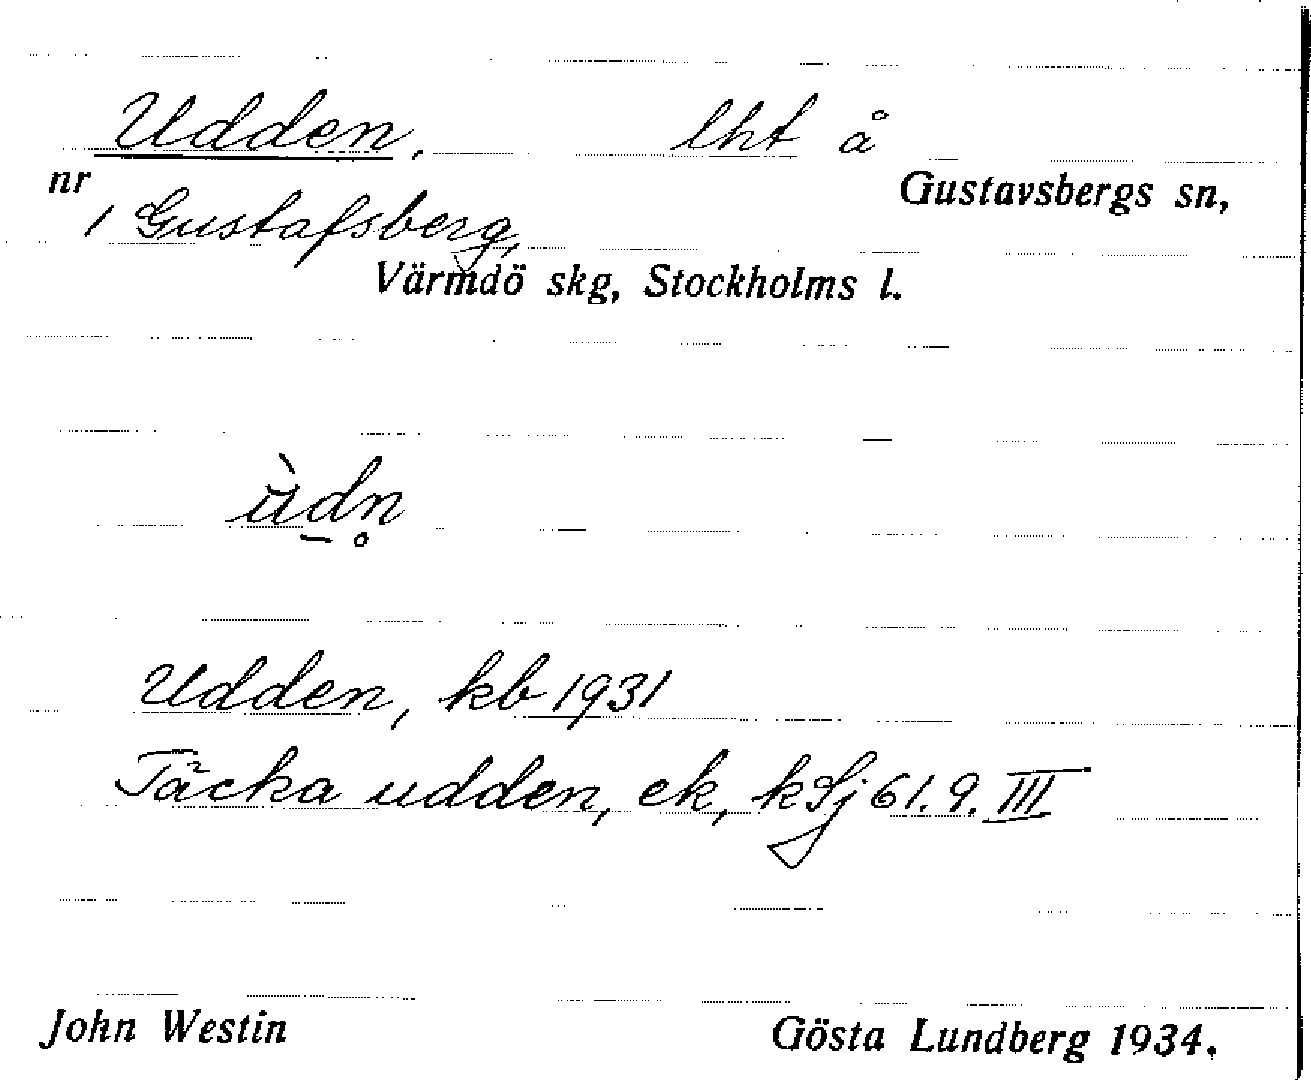 Udden, lht å
nr 1 Gustafsberg, Gustavsbergs sn,
Värmdö skg, Stockholms l.
ùdn̥
Udden, kb 1931
Täcka udden, ek, kSj 61.9.III
John Westin Gösta Lundberg 1934.